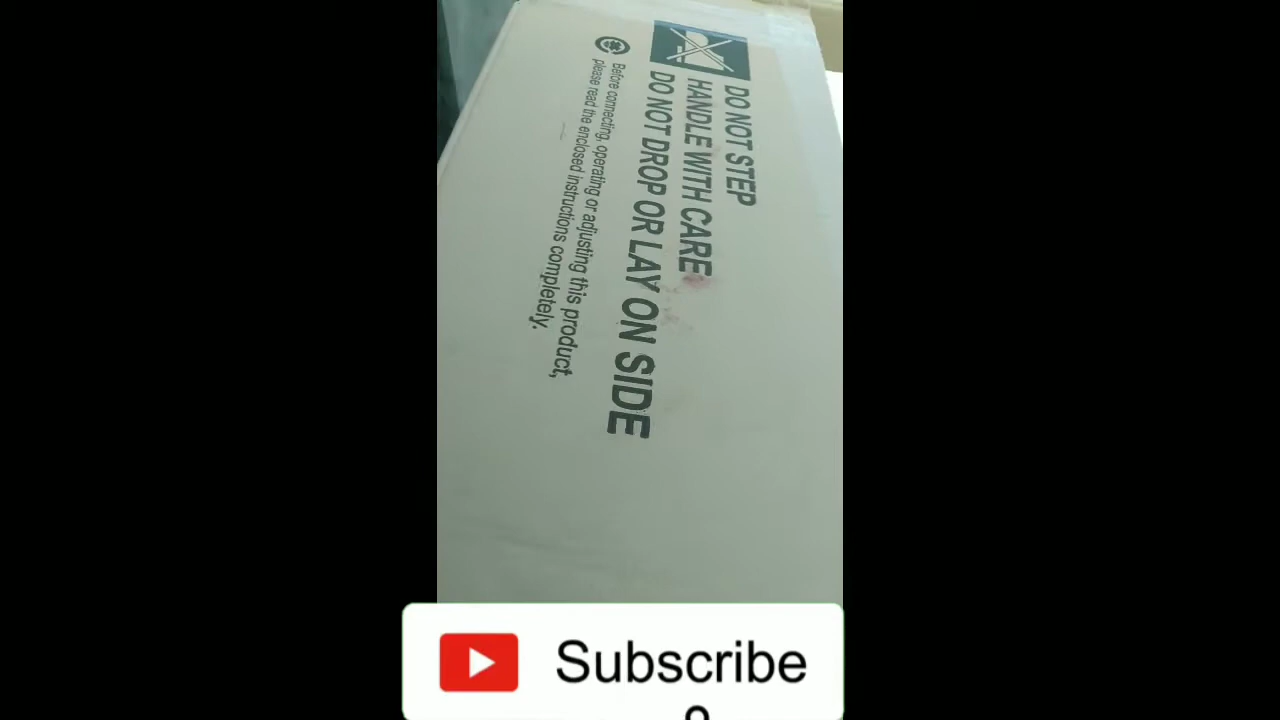 DO NOT STEP
HANDLE WITH CARE
DO NOT DROP OR LAY ON SIDE
Before connecting, operating or adjusting this product,
please read the enclosed instructions completely.
Subscribe